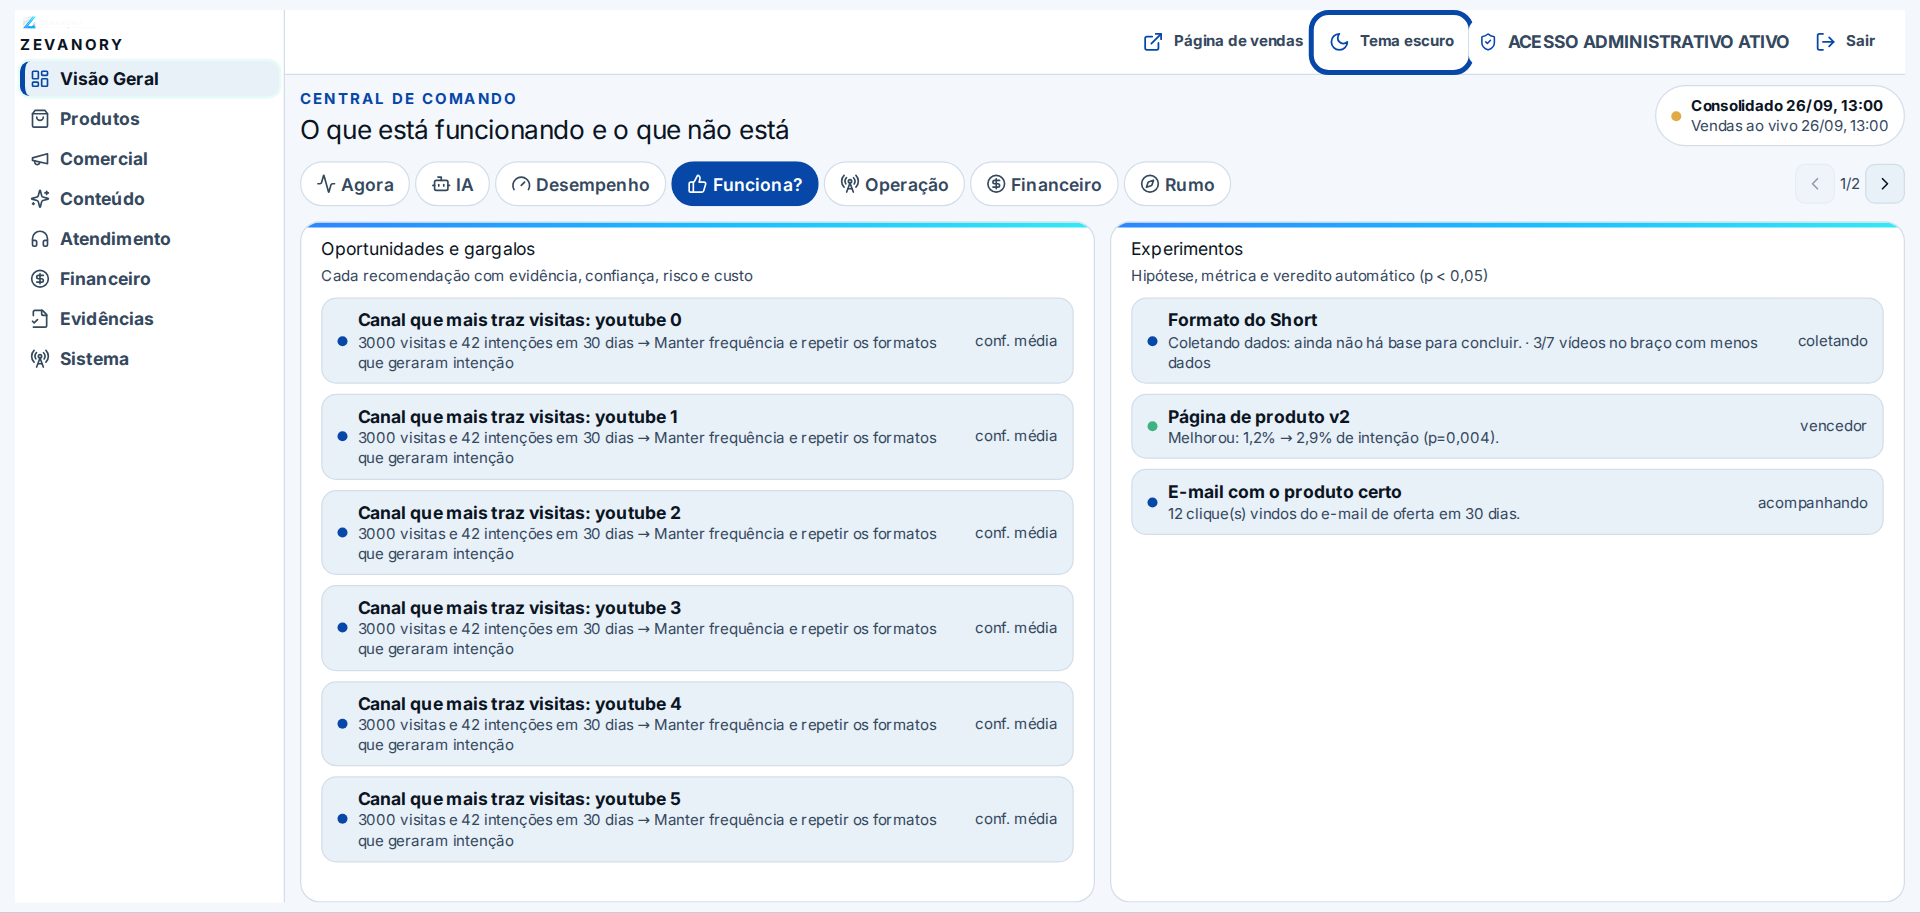 ZEVANORY
Visão Geral
Produtos
Comercial
Conteúdo
Atendimento
Financeiro
Evidências
Sistema
Página de vendas
Tema escuro
ACESSO ADMINISTRATIVO ATIVO
Sair
CENTRAL DE COMANDO
O que está funcionando e o que não está
Consolidado 26/09, 13:00
Vendas ao vivo 26/09, 13:00
Agora
IA
Desempenho
Funciona?
Operação
Financeiro
Rumo
1/2
Oportunidades e gargalos
Cada recomendação com evidência, confiança, risco e custo
Canal que mais traz visitas: youtube 0
3000 visitas e 42 intenções em 30 dias → Manter frequência e repetir os formatos
que geraram intenção
conf. média
Canal que mais traz visitas: youtube 1
3000 visitas e 42 intenções em 30 dias → Manter frequência e repetir os formatos
que geraram intenção
conf. média
Canal que mais traz visitas: youtube 2
3000 visitas e 42 intenções em 30 dias → Manter frequência e repetir os formatos
que geraram intenção
conf. média
Canal que mais traz visitas: youtube 3
3000 visitas e 42 intenções em 30 dias → Manter frequência e repetir os formatos
que geraram intenção
conf. média
Canal que mais traz visitas: youtube 4
3000 visitas e 42 intenções em 30 dias → Manter frequência e repetir os formatos
que geraram intenção
conf. média
Canal que mais traz visitas: youtube 5
3000 visitas e 42 intenções em 30 dias → Manter frequência e repetir os formatos
que geraram intenção
conf. média
Experimentos
Hipótese, métrica e veredito automático (p < 0,05)
Formato do Short
Coletando dados: ainda não há base para concluir. · 3/7 vídeos no braço com menos
dados
coletando
Página de produto v2
Melhorou: 1,2% → 2,9% de intenção (p=0,004).
vencedor
E-mail com o produto certo
12 clique(s) vindos do e-mail de oferta em 30 dias.
acompanhando